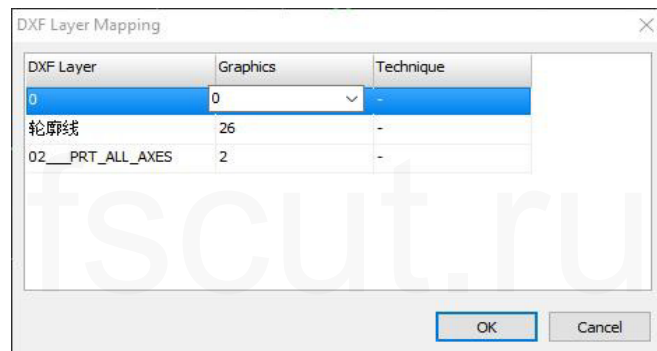 DXF Layer Mapping
DXF Layer Graphics Technique
0 0 -
轮廓线 26 -
02___PRT_ALL_AXES 2 -
fscut.ru
OK Cancel